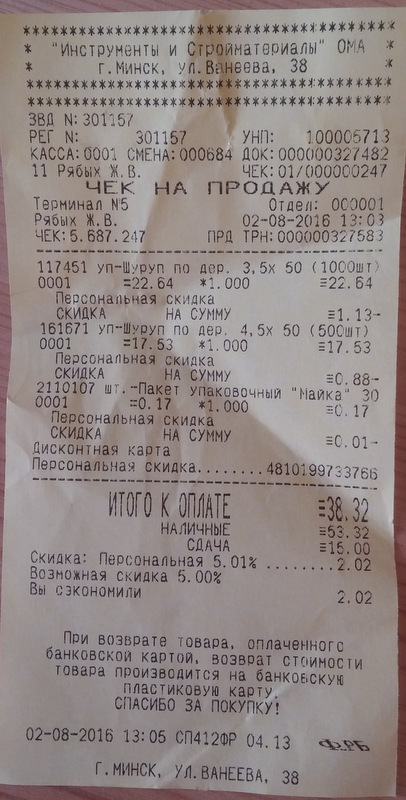 ************************************
* "Инструменты и Стройматериалы" ОМА *
* г.Минск, ул.Ванеева, 38 *
************************************
************************************
ЗВД N:301157
РЕГ N: 301157 УНП: 100005713
КАССА:0001 СМЕНА:000684 ДОК:000000327482
11 Рябых Ж.В. ЧЕК:01/000000247
ЧЕК НА ПРОДАЖУ
Терминал №5 Отдел: 000001
Рябых Ж.В. 02-08-2016 13:03
ЧЕК:5.687.247 ПРД ТРН:000000327583
117451 уп-Шуруп по дер. 3,5х 50 (1000шт)
0001 =22.64 *1.000 =22.64
Персональная скидка
СКИДКА НА СУММУ =1.13-
161671 уп-Шуруп по дер. 4,5х 50 (500шт)
0001 =17.53 *1.000 =17.53
Персональная скидка
СКИДКА НА СУММУ =0.88-
2110107 шт.-Пакет упаковочный "Майка" 30
0001 =0.17 *1.000 =0.17
Персональная скидка
СКИДКА НА СУММУ =0.01-
Дисконтная карта
Персональная скидка........4810199733766
ИТОГО К ОПЛАТЕ =38.32
НАЛИЧНЫЕ =53.32
СДАЧА =15.00
Скидка: Персональная 5.01% ........2.02
Возможная скидка 5.00%
Вы сэкономили 2.02
При возврате товара, оплаченного
банковской картой, возврат стоимости
товара производится на банковскую
пластиковую карту.
СПАСИБО ЗА ПОКУПКУ!
02-08-2016 13:05 СП412ФР 04.13 Ф.РБ
Г.МИНСК, УЛ.ВАНЕЕВА, 38